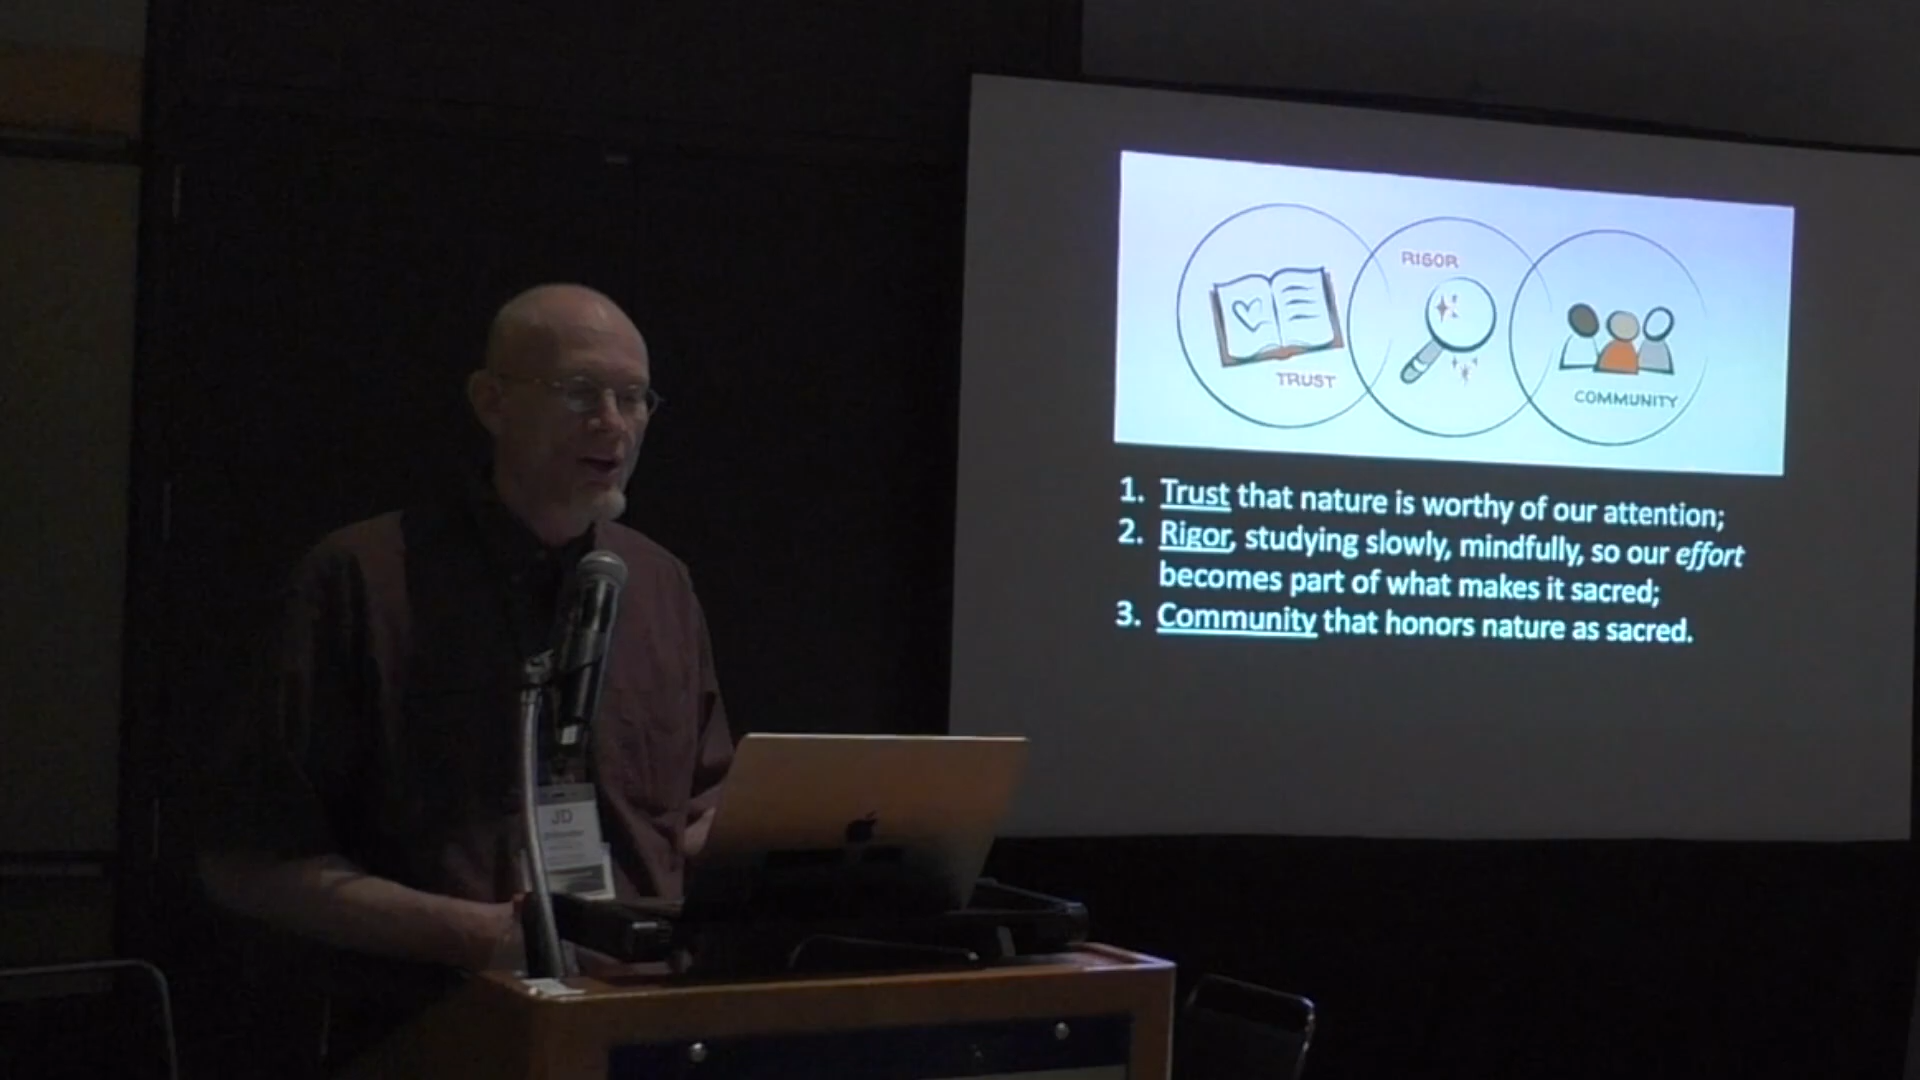 RIGOR
TRUST
COMMUNITY
1. Trust that nature is worthy of our attention;
2. Rigor, studying slowly, mindfully, so our effort
becomes part of what makes it sacred;
3. Community that honors nature as sacred.
JD